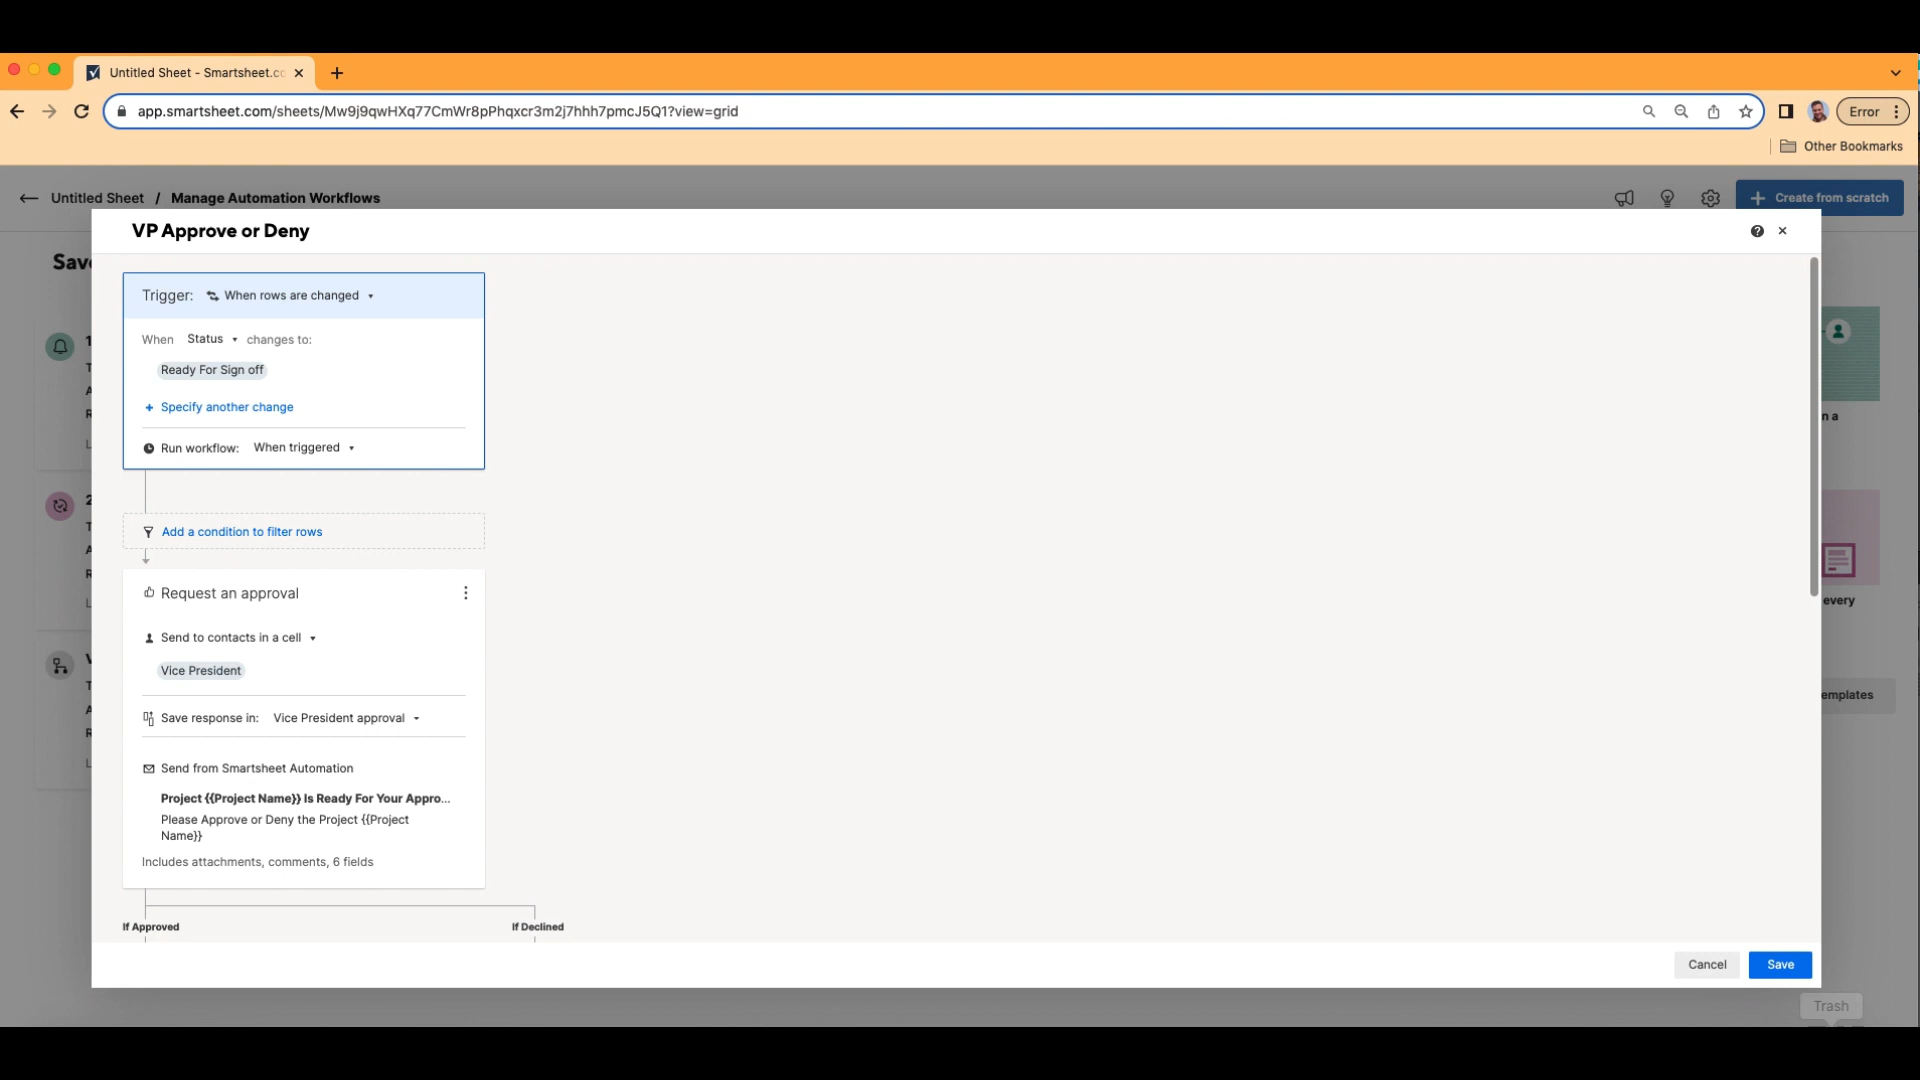 Untitled Sheet - Smartsheet.co
app.smartsheet.com/sheets/Mw9j9qwHXq77CmWr8pPhqxcr3m2j7hhh7pmcJ5Q1?view=grid
Error
Other Bookmarks
Untitled Sheet / Manage Automation Workflows
+ Create from scratch
VP Approve or Deny
Trigger: When rows are changed
When Status changes to:
Ready For Sign off
+ Specify another change
Run workflow: When triggered
Add a condition to filter rows
Request an approval
Send to contacts in a cell
Vice President
Save response in: Vice President approval
Send from Smartsheet Automation
Project {{Project Name}} Is Ready For Your Appro...
Please Approve or Deny the Project {{Project
Name}}
Includes attachments, comments, 6 fields
If Approved
If Declined
Cancel
Save
Sav
1
T
A
R
L
2
T
A
R
L
V
T
A
R
L
n a
every
emplates
Trash